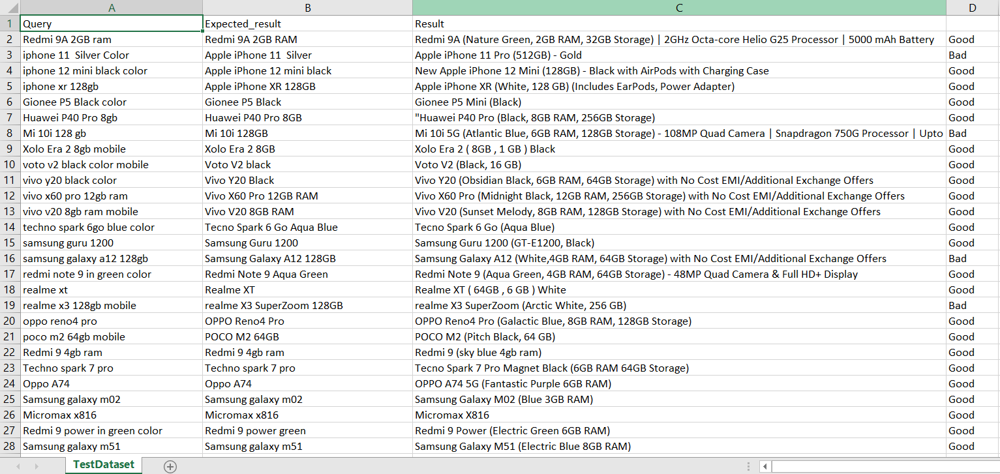 A B C D
1 Query Expected_result Result
2 Redmi 9A 2GB ram Redmi 9A 2GB RAM Redmi 9A (Nature Green, 2GB RAM, 32GB Storage) | 2GHz Octa-core Helio G25 Processor | 5000 mAh Battery Good
3 iphone 11  Silver Color Apple iPhone 11  Silver Apple iPhone 11 Pro (512GB) - Gold Bad
4 iphone 12 mini black color Apple iPhone 12 mini black New Apple iPhone 12 Mini (128GB) - Black with AirPods with Charging Case Good
5 iphone xr 128gb Apple iPhone XR 128GB Apple iPhone XR (White, 128 GB) (Includes EarPods, Power Adapter) Good
6 Gionee P5 Black color Gionee P5 Black Gionee P5 Mini (Black) Good
7 Huawei P40 Pro 8gb Huawei P40 Pro 8GB "Huawei P40 Pro (Black, 8GB RAM, 256GB Storage) Good
8 Mi 10i 128 gb Mi 10i 128GB Mi 10i 5G (Atlantic Blue, 6GB RAM, 128GB Storage) - 108MP Quad Camera | Snapdragon 750G Processor | Upto Bad
9 Xolo Era 2 8gb mobile Xolo Era 2 8GB Xolo Era 2 ( 8GB , 1 GB ) Black Good
10 voto v2 black color mobile Voto V2 black Voto V2 (Black, 16 GB) Good
11 vivo y20 black color Vivo Y20 Black Vivo Y20 (Obsidian Black, 6GB RAM, 64GB Storage) with No Cost EMI/Additional Exchange Offers Good
12 vivo x60 pro 12gb ram Vivo X60 Pro 12GB RAM Vivo X60 Pro (Midnight Black, 12GB RAM, 256GB Storage) with No Cost EMI/Additional Exchange Offers Good
13 vivo v20 8gb ram mobile Vivo V20 8GB RAM Vivo V20 (Sunset Melody, 8GB RAM, 128GB Storage) with No Cost EMI/Additional Exchange Offers Good
14 techno spark 6go blue color Tecno Spark 6 Go Aqua Blue Tecno Spark 6 Go (Aqua Blue) Good
15 samsung guru 1200 Samsung Guru 1200 Samsung Guru 1200 (GT-E1200, Black) Good
16 samsung galaxy a12 128gb Samsung Galaxy A12 128GB Samsung Galaxy A12 (White,4GB RAM, 64GB Storage) with No Cost EMI/Additional Exchange Offers Bad
17 redmi note 9 in green color Redmi Note 9 Aqua Green Redmi Note 9 (Aqua Green, 4GB RAM, 64GB Storage) - 48MP Quad Camera & Full HD+ Display Good
18 realme xt Realme XT Realme XT ( 64GB , 6 GB ) White Good
19 realme x3 128gb mobile realme X3 SuperZoom 128GB realme X3 SuperZoom (Arctic White, 256 GB) Bad
20 oppo reno4 pro OPPO Reno4 Pro OPPO Reno4 Pro (Galactic Blue, 8GB RAM, 128GB Storage) Good
21 poco m2 64gb mobile POCO M2 64GB POCO M2 (Pitch Black, 64 GB) Good
22 Redmi 9 4gb ram Redmi 9 4gb ram Redmi 9 (sky blue 4gb ram) Good
23 Techno spark 7 pro Techno spark 7 pro Tecno Spark 7 Pro Magnet Black (6GB RAM 64GB Storage) Good
24 Oppo A74 Oppo A74 OPPO A74 5G (Fantastic Purple 6GB RAM) Good
25 Samsung galaxy m02 Samsung galaxy m02 Samsung Galaxy M02 (Blue 3GB RAM) Good
26 Micromax x816 Micromax x816 Micromax X816 Good
27 Redmi 9 power in green color Redmi 9 power green Redmi 9 Power (Electric Green 6GB RAM) Good
28 Samsung galaxy m51 Samsung galaxy m51 Samsung Galaxy M51 (Electric Blue 8GB RAM) Good
TestDataset